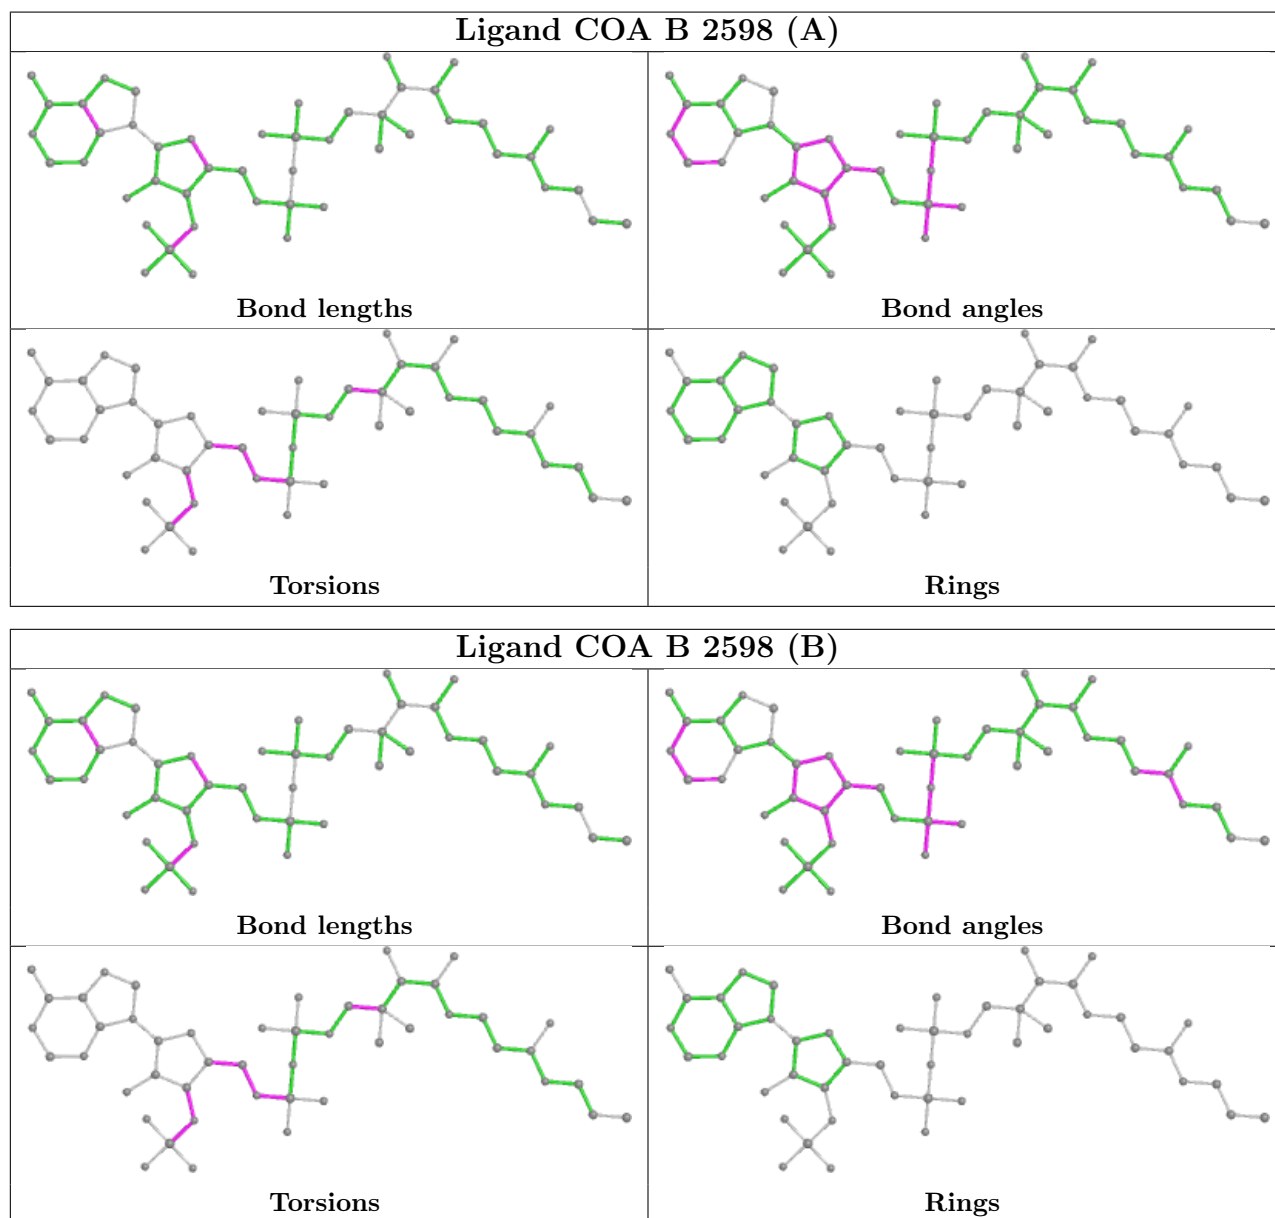 Ligand COA B 2598 (A)
Bond lengths
Bond angles
Torsions
Rings
Ligand COA B 2598 (B)
Bond lengths
Bond angles
Torsions
Rings